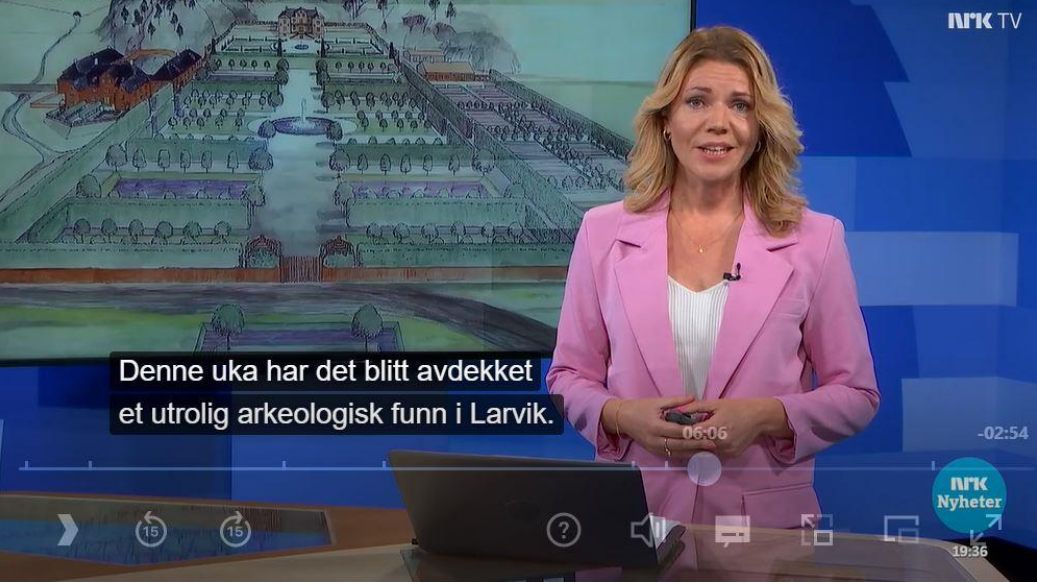 NRK TV
Denne uka har det blitt avdekket
et utrolig arkeologisk funn i Larvik.
06:06
-02:54
NRK
Nyheter
15
15
?
19:36